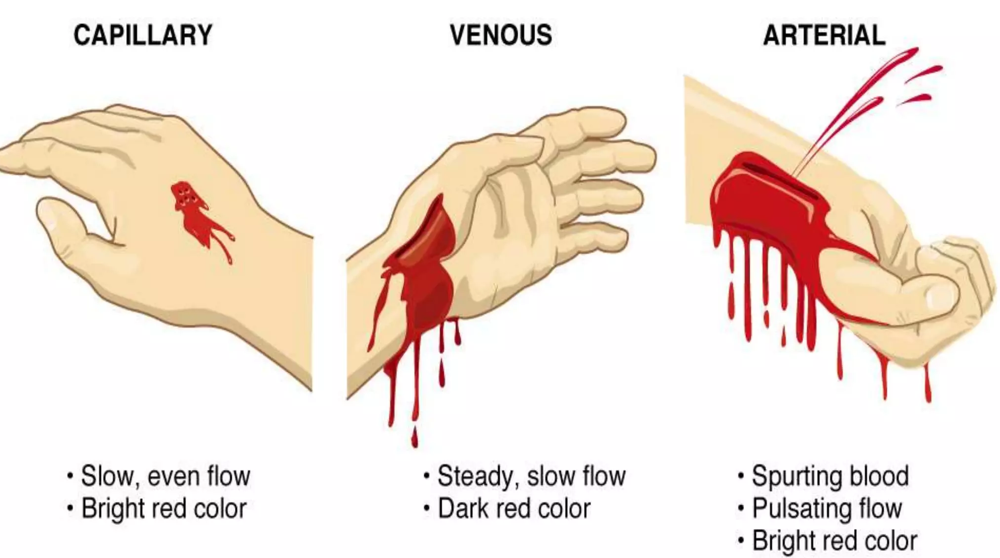 CAPILLARY
• Slow, even flow
• Bright red color
VENOUS
• Steady, slow flow
• Dark red color
ARTERIAL
• Spurting blood
• Pulsating flow
• Bright red color